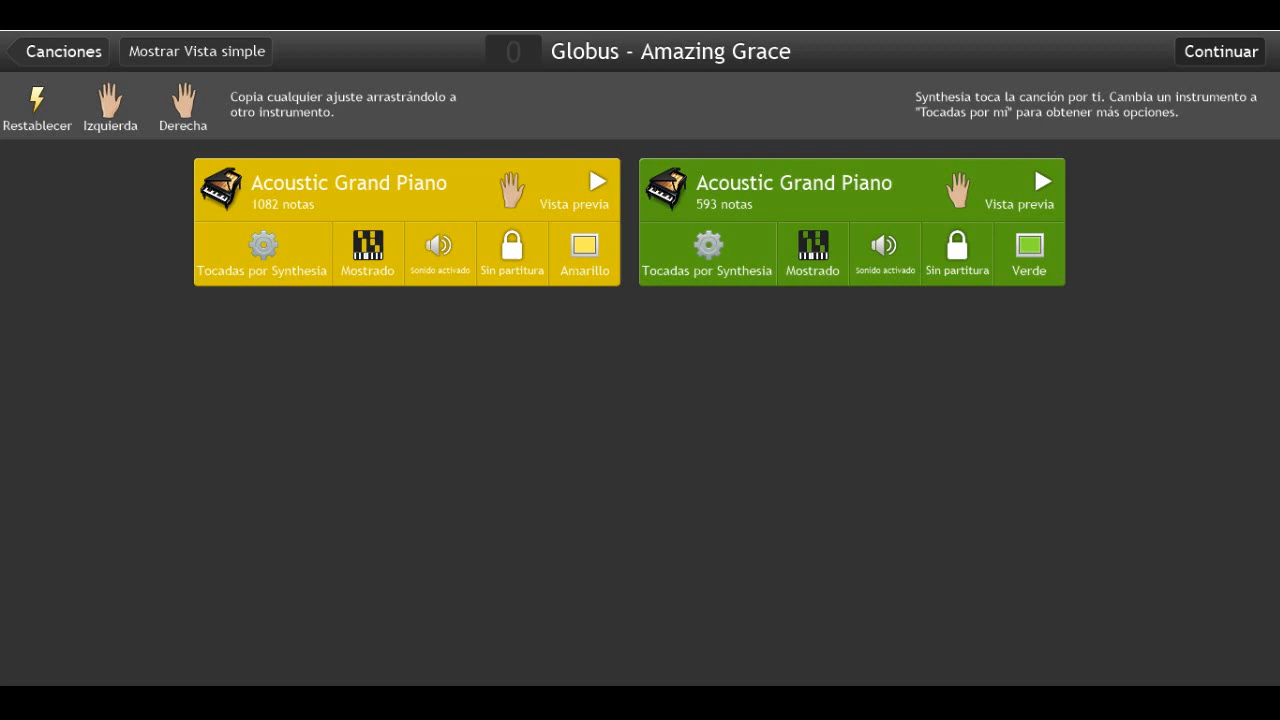 Canciones
Mostrar Vista simple
0
Globus - Amazing Grace
Continuar
Restablecer
Izquierda
Derecha
Copia cualquier ajuste arrastrándolo a
otro instrumento.
Synthesia toca la canción por ti. Cambia un instrumento a
"Tocadas por mí" para obtener más opciones.
Acoustic Grand Piano
1082 notas
Vista previa
Tocadas por Synthesia
Mostrado
Sonido activado
Sin partitura
Amarillo
Acoustic Grand Piano
593 notas
Vista previa
Tocadas por Synthesia
Mostrado
Sonido activado
Sin partitura
Verde